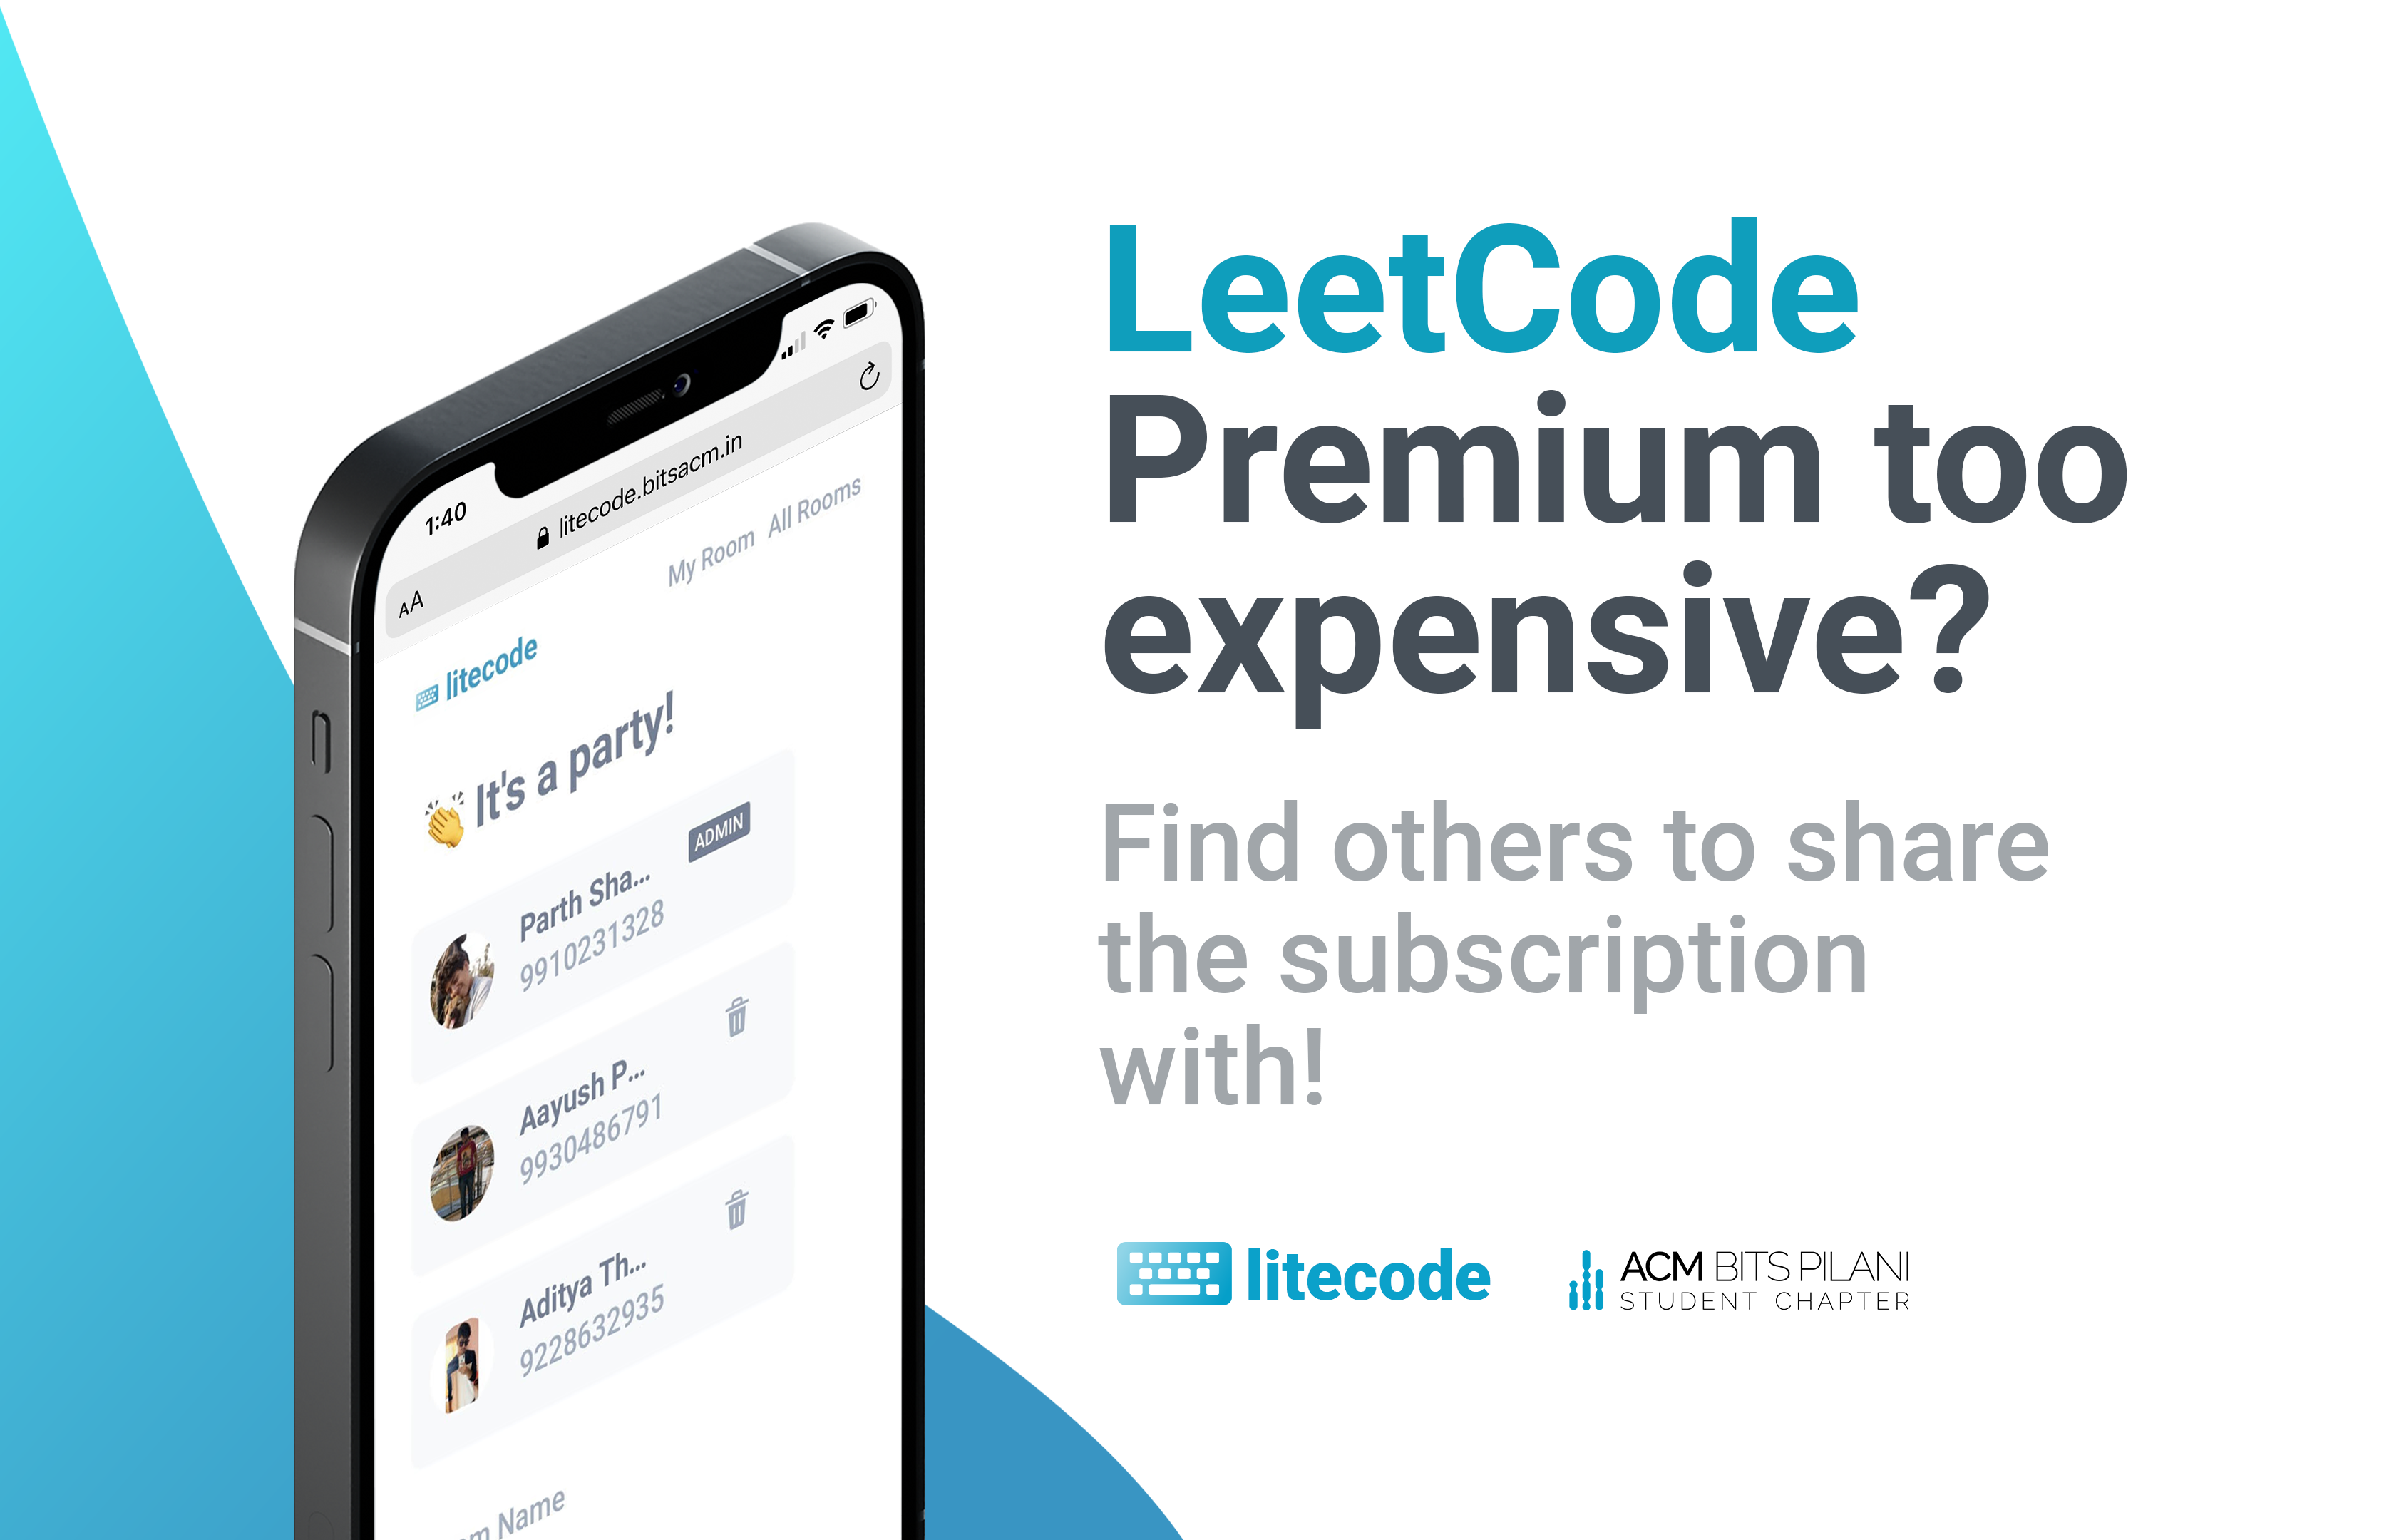 1:40
AA
litecode.bitsacm.in
My Room All Rooms
litecode
👏 It's a party!
ADMIN
Parth Sha...
9910231328
Aayush P...
9930486791
Aditya Th...
9228632935
Name
LeetCode
Premium too
expensive?
Find others to share
the subscription
with!
litecode
ACM BITS PILANI
STUDENT CHAPTER